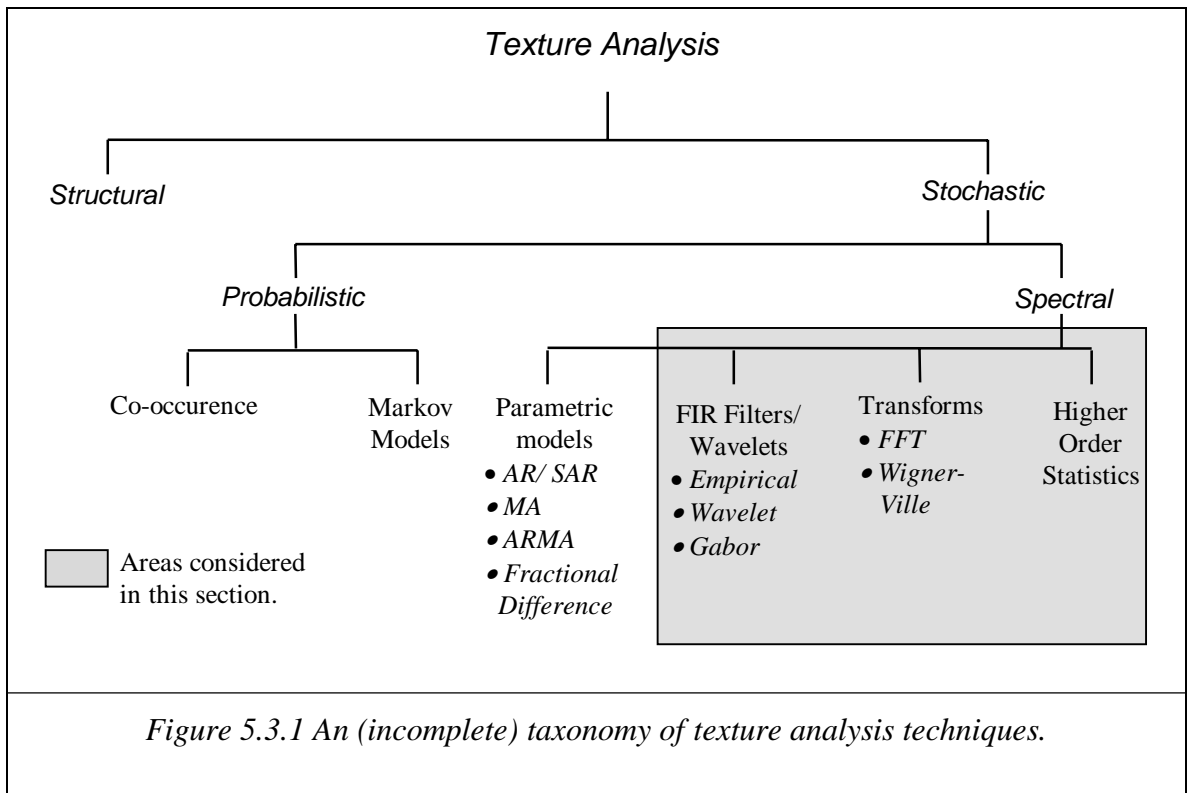 Texture Analysis
Structural
Stochastic
Probabilistic
Spectral
Co-occurence
Markov
Models
Parametric
models
• AR/ SAR
• MA
• ARMA
• Fractional
Difference
FIR Filters/
Wavelets
• Empirical
• Wavelet
• Gabor
Transforms
• FFT
• Wigner-
Ville
Higher
Order
Statistics
Areas considered
in this section.
Figure 5.3.1 An (incomplete) taxonomy of texture analysis techniques.